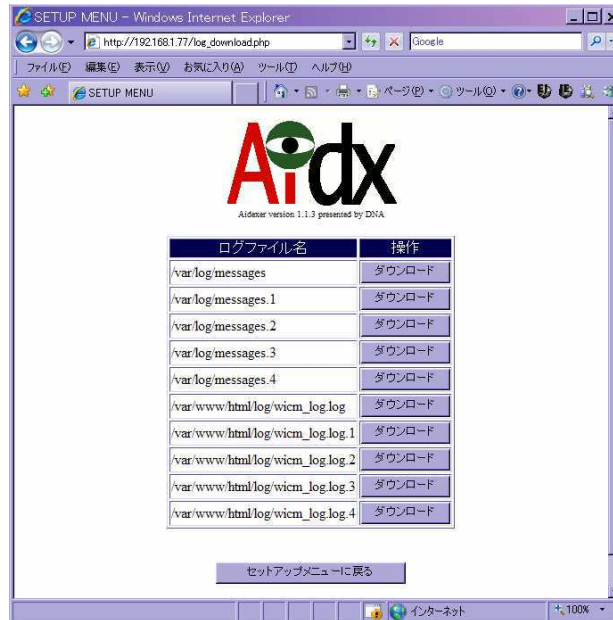 SETUP MENU - Windows Internet Explorer
http://192.168.1.77/log_download.php
Google
ファイル(F) 編集(E) 表示(V) お気に入り(A) ツール(T) ヘルプ(H)
SETUP MENU
ページ(P) ツール(O)
Aidx
Aidexer version 1.1.3 presented by DNA
ログファイル名 操作
/var/log/messages ダウンロード
/var/log/messages.1 ダウンロード
/var/log/messages.2 ダウンロード
/var/log/messages.3 ダウンロード
/var/log/messages.4 ダウンロード
/var/www/html/log/wicm_log.log ダウンロード
/var/www/html/log/wicm_log.log.1 ダウンロード
/var/www/html/log/wicm_log.log.2 ダウンロード
/var/www/html/log/wicm_log.log.3 ダウンロード
/var/www/html/log/wicm_log.log.4 ダウンロード
セットアップメニューに戻る
インターネット 100%